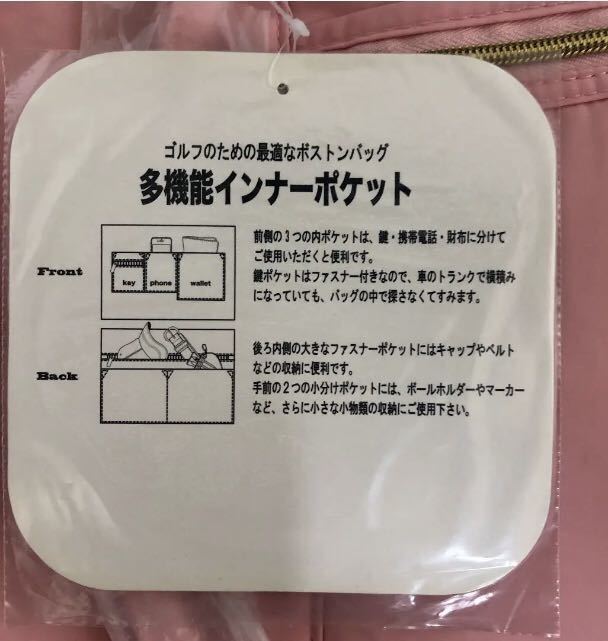 ゴルフのための最適なボストンバッグ
多機能インナーポケット
Front
kay
phone
wallet
前側の3つの内ポケットは、鍵・携帯電話・財布に分けて
ご使用いただくと便利です。
鍵ポケットはファスナー付きなので、車のトランクで横積み
になっていても、バッグの中で探さなくてすみます。
Back
後ろ内側の大きなファスナーポケットにはキャップやベルト
などの収納に便利です。
手前の2つの小分けポケットには、ボールホルダーやマーカー
など、さらに小さな小物類の収納にご使用下さい。